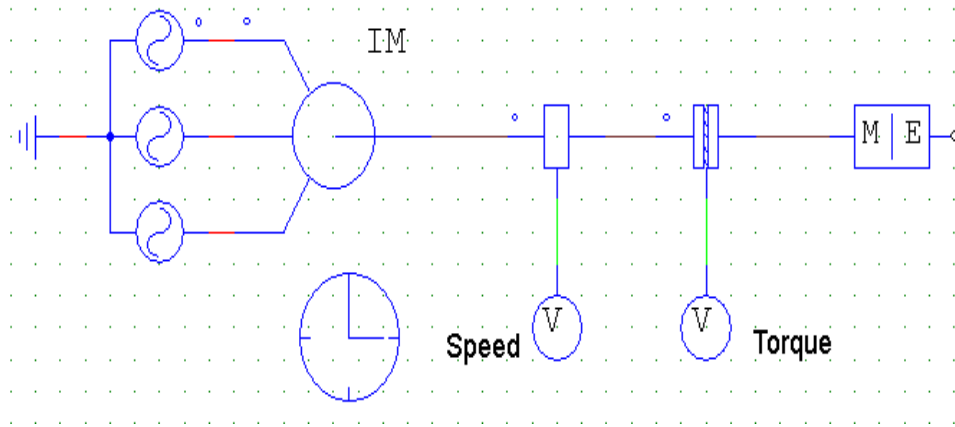 IM
M | E
V
V
Speed
Torque